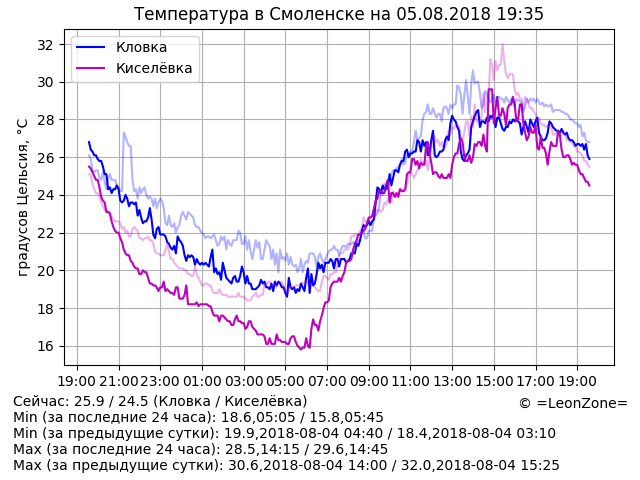 Температура в Смоленске на 05.08.2018 19:35
Кловка
Киселёвка
градусов Цельсия, °C
32
30
28
26
24
22
20
18
16
19:00 21:00 23:00 01:00 03:00 05:00 07:00 09:00 11:00 13:00 15:00 17:00 19:00
Сейчас: 25.9 / 24.5 (Кловка / Киселёвка)
© =LeonZone=
Min (за последние 24 часа): 18.6,05:05 / 15.8,05:45
Min (за предыдущие сутки): 19.9,2018-08-04 04:40 / 18.4,2018-08-04 03:10
Max (за последние 24 часа): 28.5,14:15 / 29.6,14:45
Max (за предыдущие сутки): 30.6,2018-08-04 14:00 / 32.0,2018-08-04 15:25